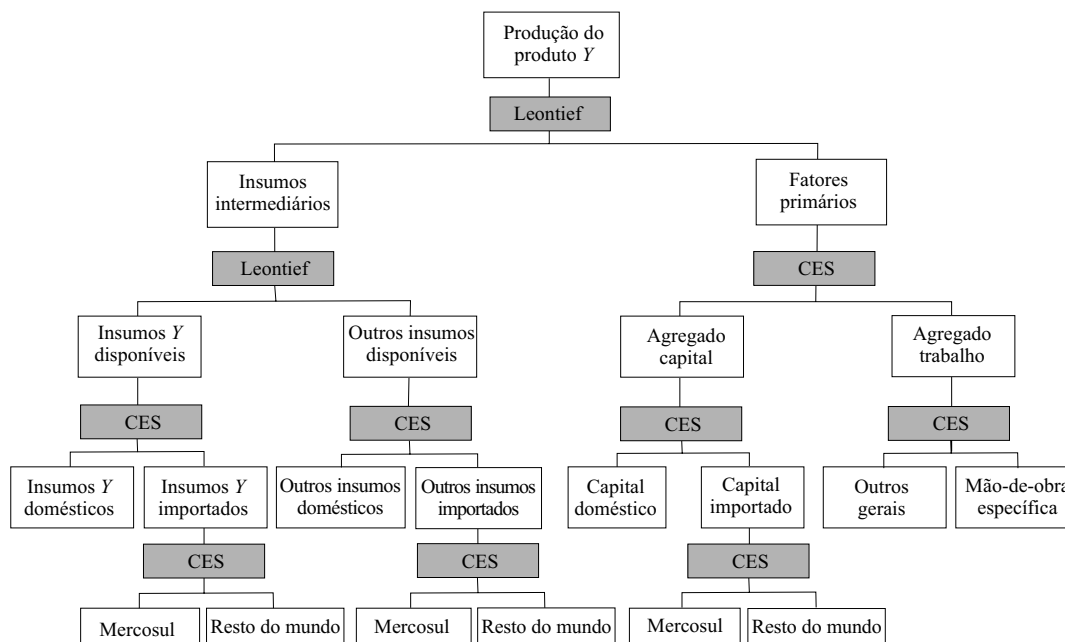 Produção do
produto Y
Leontief
Insumos
intermediários
Fatores
primários
Leontief
CES
Insumos Y
disponíveis
Outros insumos
disponíveis
Agregado
capital
Agregado
trabalho
CES
CES
CES
CES
Insumos Y
domésticos
Insumos Y
importados
Outros insumos
domésticos
Outros insumos
importados
Capital
doméstico
Capital
importado
Outros
gerais
Mão-de-obra
específica
CES
CES
CES
Mercosul
Resto do mundo
Mercosul
Resto do mundo
Mercosul
Resto do mundo